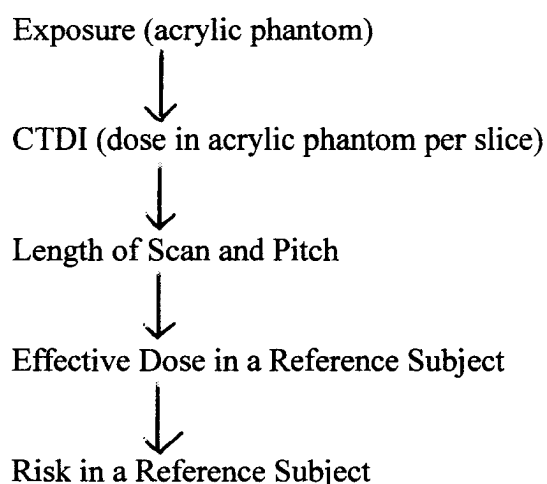 Exposure (acrylic phantom)
CTDI (dose in acrylic phantom per slice)
Length of Scan and Pitch
Effective Dose in a Reference Subject
Risk in a Reference Subject